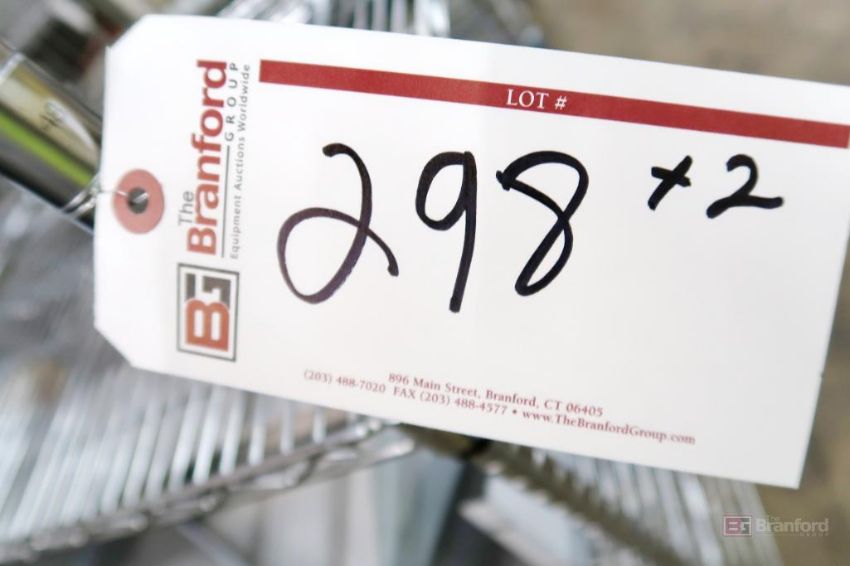 The
Branford
GROUP
Equipment Auctions Worldwide
BG
LOT #
298 x 2
896 Main Street, Branford, CT 06405
(203) 488-7020 FAX (203) 488-4577 • www.TheBranfordGroup.com
BG The Branford
GROUP